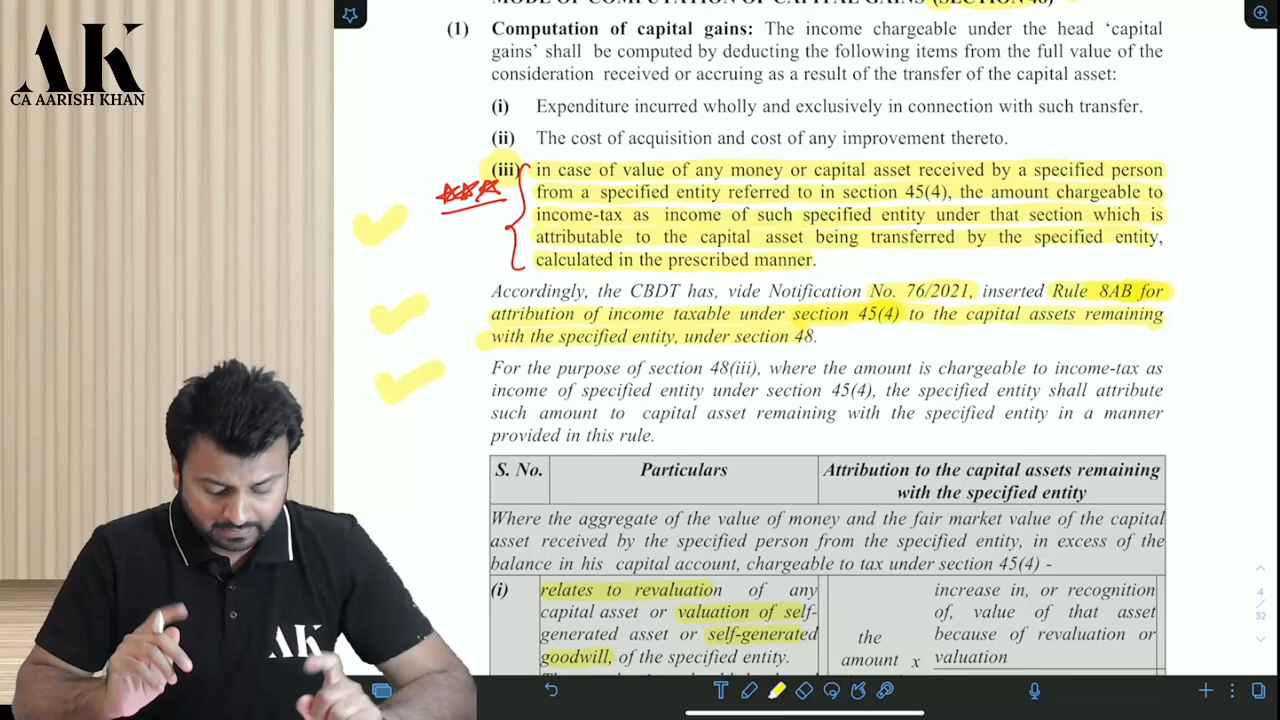 AK
CA AARISH KHAN
MODE OF COMPUTATION OF CAPITAL GAINS (SECTION 48)
(1) Computation of capital gains: The income chargeable under the head ‘capital
gains’ shall be computed by deducting the following items from the full value of the
consideration received or accruing as a result of the transfer of the capital asset:
(i) Expenditure incurred wholly and exclusively in connection with such transfer.
(ii) The cost of acquisition and cost of any improvement thereto.
(iii) in case of value of any money or capital asset received by a specified person
from a specified entity referred to in section 45(4), the amount chargeable to
income-tax as income of such specified entity under that section which is
attributable to the capital asset being transferred by the specified entity,
calculated in the prescribed manner.
Accordingly, the CBDT has, vide Notification No. 76/2021, inserted Rule 8AB for
attribution of income taxable under section 45(4) to the capital assets remaining
with the specified entity, under section 48.
For the purpose of section 48(iii), where the amount is chargeable to income-tax as
income of specified entity under section 45(4), the specified entity shall attribute
such amount to capital asset remaining with the specified entity in a manner
provided in this rule.
S. No. Particulars Attribution to the capital assets remaining
with the specified entity
Where the aggregate of the value of money and the fair market value of the capital
asset received by the specified person from the specified entity, in excess of the
balance in his capital account, chargeable to tax under section 45(4) -
(i) relates to revaluation of any
capital asset or valuation of self-
generated asset or self-generated
goodwill, of the specified entity.
the
amount x
increase in, or recognition
of, value of that asset
because of revaluation or
valuation
AK
4
/
32
T